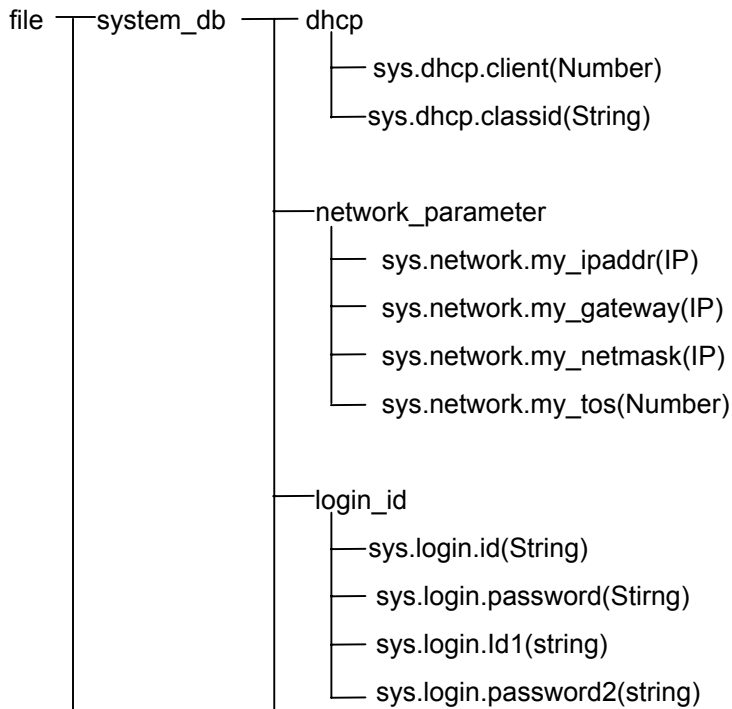 file system_db dhcp
sys.dhcp.client(Number)
sys.dhcp.classid(String)
network_parameter
sys.network.my_ipaddr(IP)
sys.network.my_gateway(IP)
sys.network.my_netmask(IP)
sys.network.my_tos(Number)
login_id
sys.login.id(String)
sys.login.password(Stirng)
sys.login.Id1(string)
sys.login.password2(string)